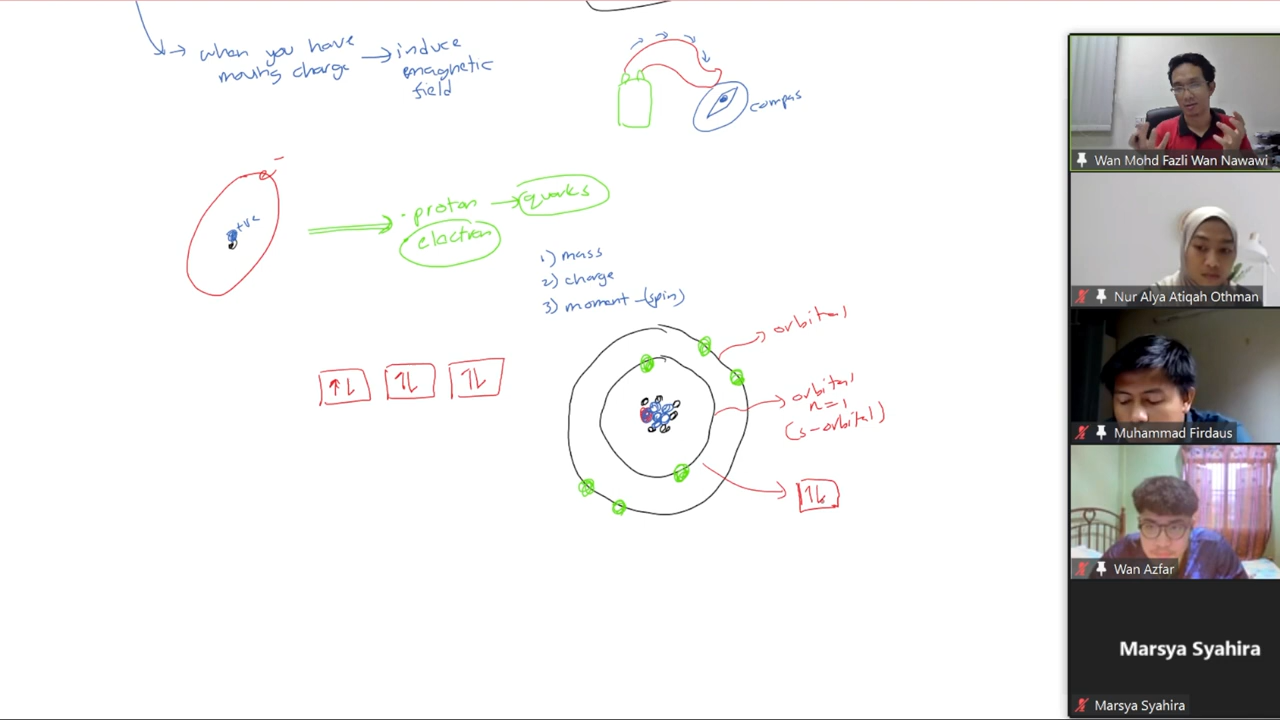 when you have → induce
moving charge magnetic
field
compas
e -
+ve
• proton → quarks
• electron
1) mass
2) charge
3) moment - (spin)
orbital
orbital
n = 1
(s-orbital)
↑⇂ ↿⇂ ↿⇂
↿⇂
Wan Mohd Fazli Wan Nawawi
Nur Alya Atiqah Othman
Muhammad Firdaus
Wan Azfar
Marsya Syahira
Marsya Syahira